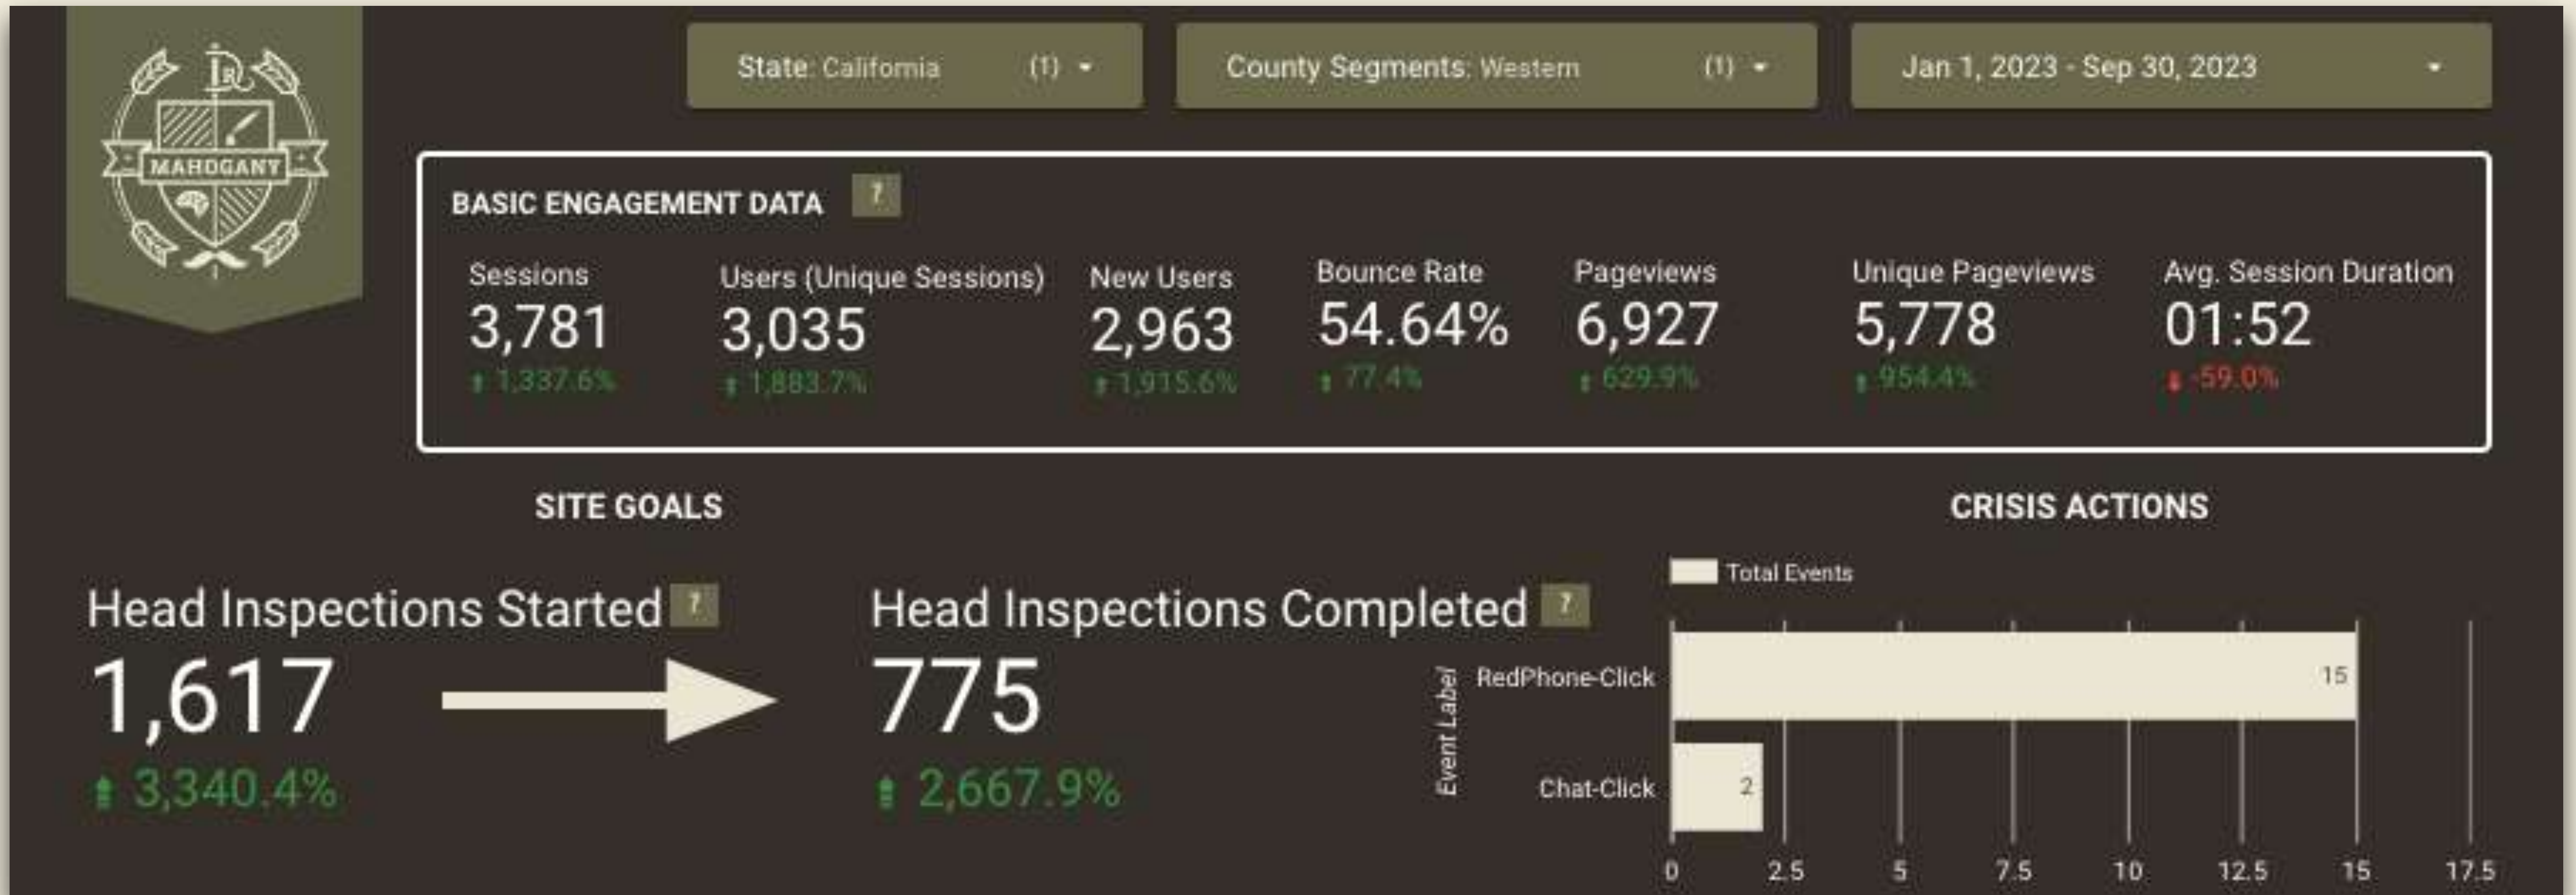 DR
MAHOGANY
State: California (1)
County Segments: Western (1)
Jan 1, 2023 - Sep 30, 2023
BASIC ENGAGEMENT DATA ?
Sessions
3,781
1,337.6%
Users (Unique Sessions)
3,035
1,883.7%
New Users
2,963
1,915.6%
Bounce Rate
54.64%
77.4%
Pageviews
6,927
629.9%
Unique Pageviews
5,778
954.4%
Avg. Session Duration
01:52
-59.0%
SITE GOALS
Head Inspections Started ?
1,617
3,340.4%
Head Inspections Completed ?
775
2,667.9%
CRISIS ACTIONS
Total Events
Event Label
RedPhone-Click 15
Chat-Click 2
0 2.5 5 7.5 10 12.5 15 17.5